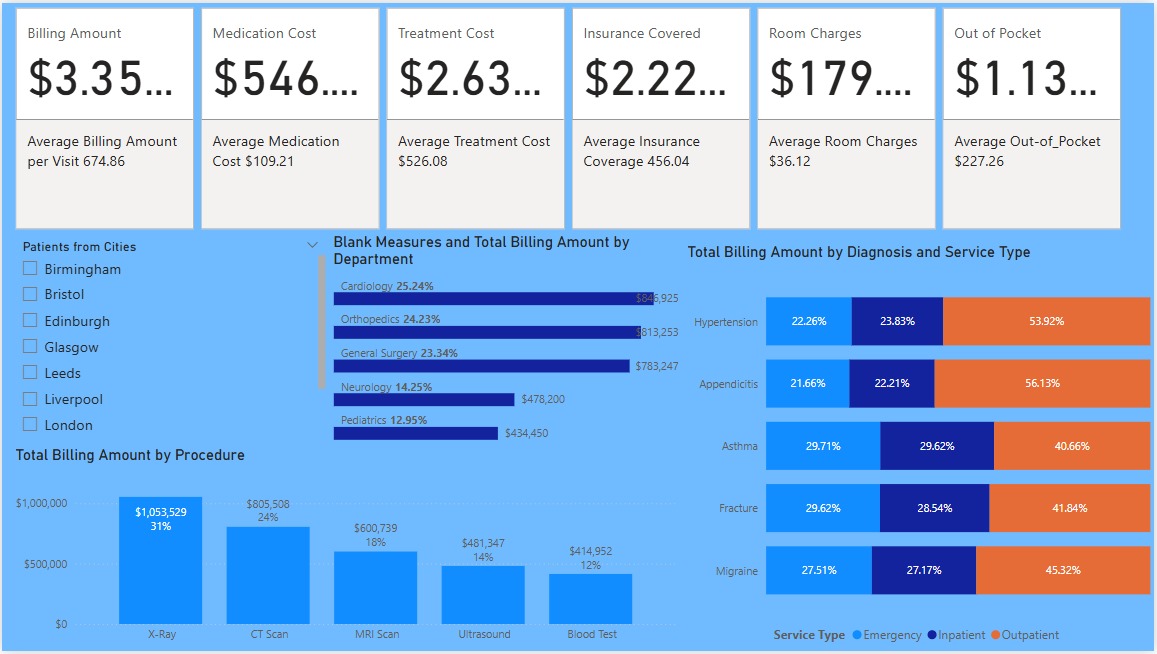 Billing Amount
$3.35...
Average Billing Amount
per Visit 674.86
Medication Cost
$546....
Average Medication
Cost $109.21
Treatment Cost
$2.63...
Average Treatment Cost
$526.08
Insurance Covered
$2.22...
Average Insurance
Coverage 456.04
Room Charges
$179....
Average Room Charges
$36.12
Out of Pocket
$1.13...
Average Out-of_Pocket
$227.26
Patients from Cities
Birmingham
Bristol
Edinburgh
Glasgow
Leeds
Liverpool
London
Blank Measures and Total Billing Amount by
Department
Cardiology 25.24%
$846,925
Orthopedics 24.23%
$813,253
General Surgery 23.34%
$783,247
Neurology 14.25%
$478,200
Pediatrics 12.95%
$434,450
Total Billing Amount by Diagnosis and Service Type
Hypertension 22.26% 23.83% 53.92%
Appendicitis 21.66% 22.21% 56.13%
Asthma 29.71% 29.62% 40.66%
Fracture 29.62% 28.54% 41.84%
Migraine 27.51% 27.17% 45.32%
Service Type Emergency Inpatient Outpatient
Total Billing Amount by Procedure
$1,000,000
$500,000
$0
$1,053,529
31%
$805,508
24%
$600,739
18%
$481,347
14%
$414,952
12%
X-Ray CT Scan MRI Scan Ultrasound Blood Test